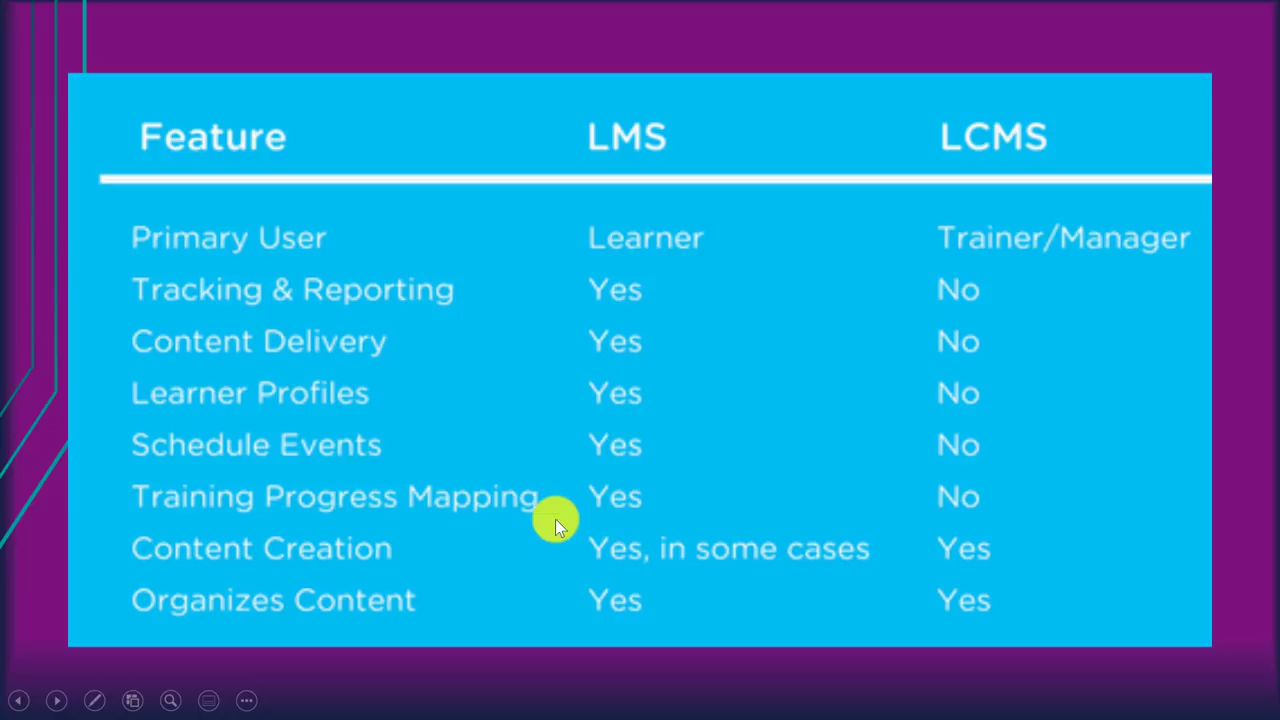 Feature LMS LCMS
Primary User Learner Trainer/Manager
Tracking & Reporting Yes No
Content Delivery Yes No
Learner Profiles Yes No
Schedule Events Yes No
Training Progress Mapping Yes No
Content Creation Yes, in some cases Yes
Organizes Content Yes Yes